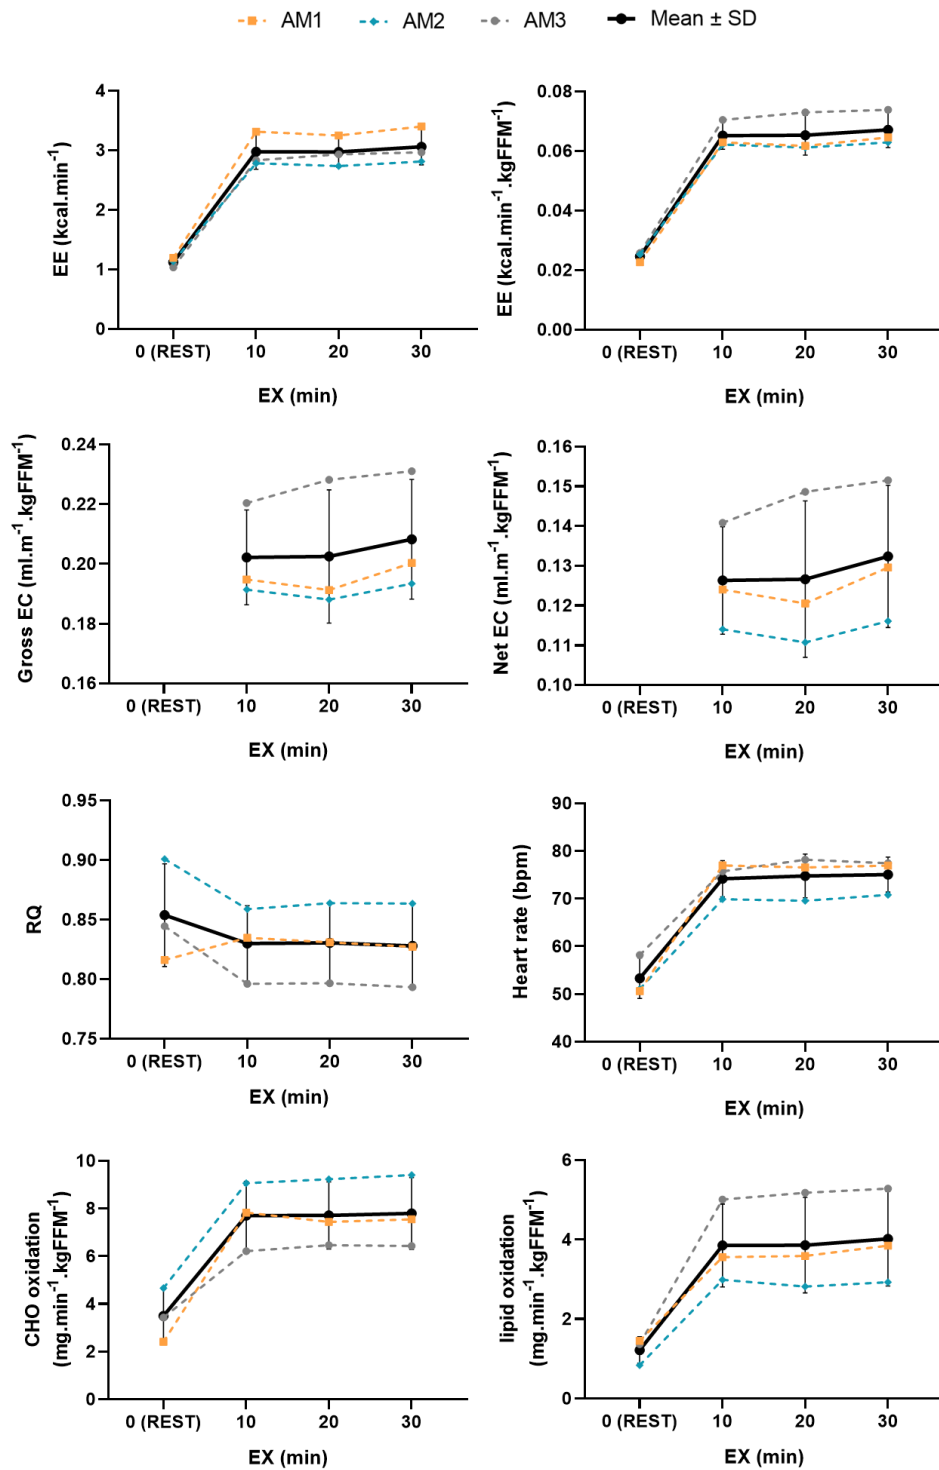 AM1 AM2 AM3 Mean ± SD
EE (kcal.min⁻¹)
4
3
2
1
0
0 (REST) 10 20 30
EX (min)
EE (kcal.min⁻¹.kgFFM⁻¹)
0.08
0.06
0.04
0.02
0.00
0 (REST) 10 20 30
EX (min)
Gross EC (ml.m⁻¹.kgFFM⁻¹)
0.24
0.22
0.20
0.18
0.16
0 (REST) 10 20 30
EX (min)
Net EC (ml.m⁻¹.kgFFM⁻¹)
0.16
0.15
0.14
0.13
0.12
0.11
0.10
0 (REST) 10 20 30
EX (min)
RQ
0.95
0.90
0.85
0.80
0.75
0 (REST) 10 20 30
EX (min)
Heart rate (bpm)
90
80
70
60
50
40
0 (REST) 10 20 30
EX (min)
CHO oxidation
(mg.min⁻¹.kgFFM⁻¹)
10
8
6
4
2
0
0 (REST) 10 20 30
EX (min)
lipid oxidation
(mg.min⁻¹.kgFFM⁻¹)
6
4
2
0
0 (REST) 10 20 30
EX (min)